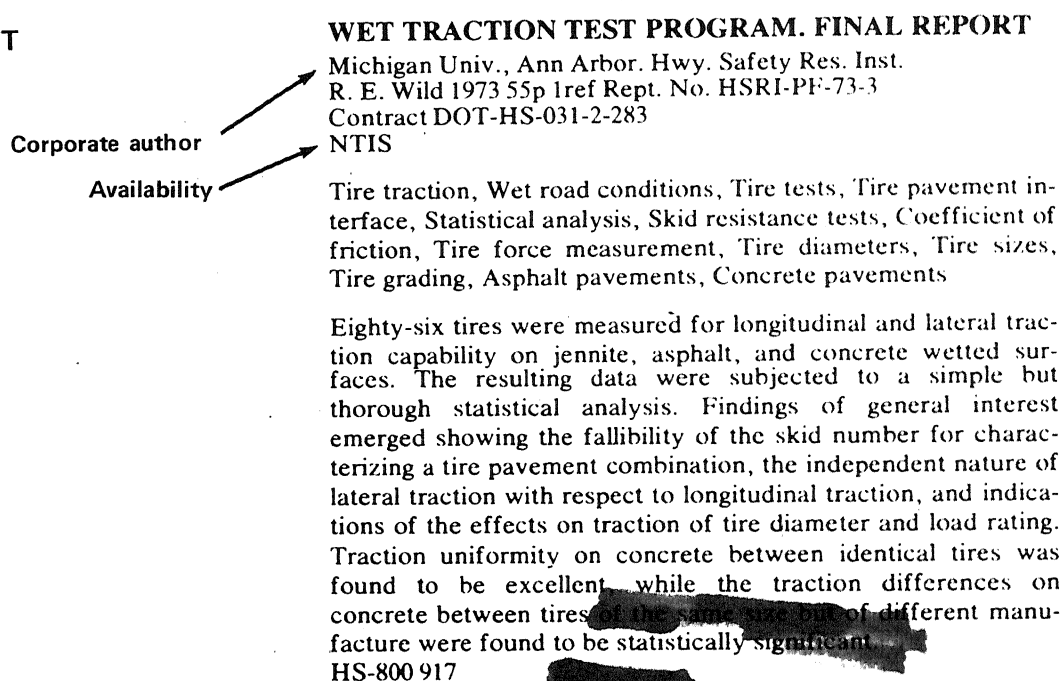 T
WET TRACTION TEST PROGRAM. FINAL REPORT
Michigan Univ., Ann Arbor. Hwy. Safety Res. Inst.
R. E. Wild 1973 55p 1ref Rept. No. HSRI-PF-73-3
Contract DOT-HS-031-2-283
Corporate author
NTIS
Availability
Tire traction, Wet road conditions, Tire tests, Tire pavement in-
terface, Statistical analysis, Skid resistance tests, Coefficient of
friction, Tire force measurement, Tire diameters, Tire sizes,
Tire grading, Asphalt pavements, Concrete pavements
Eighty-six tires were measured for longitudinal and lateral trac-
tion capability on jennite, asphalt, and concrete wetted sur-
faces. The resulting data were subjected to a simple but
thorough statistical analysis. Findings of general interest
emerged showing the fallibility of the skid number for charac-
terizing a tire pavement combination, the independent nature of
lateral traction with respect to longitudinal traction, and indica-
tions of the effects on traction of tire diameter and load rating.
Traction uniformity on concrete between identical tires was
found to be excellent, while the traction differences on
concrete between tires of the same size but of different manu-
facture were found to be statistically significant.
HS-800 917